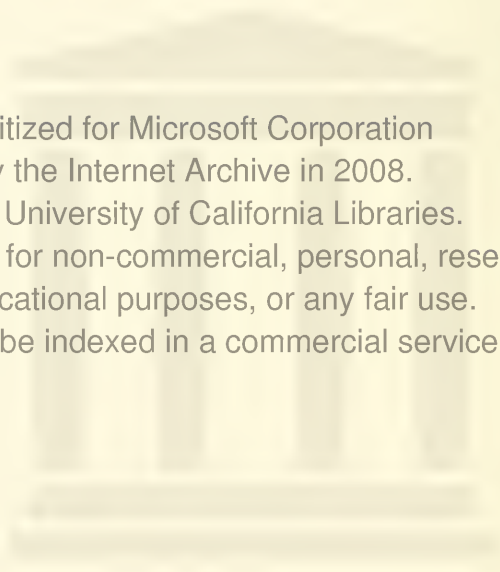 itized for Microsoft Corporation
the Internet Archive in 2008.
University of California Libraries.
for non-commercial, personal, rese
cational purposes, or any fair use.
be indexed in a commercial service